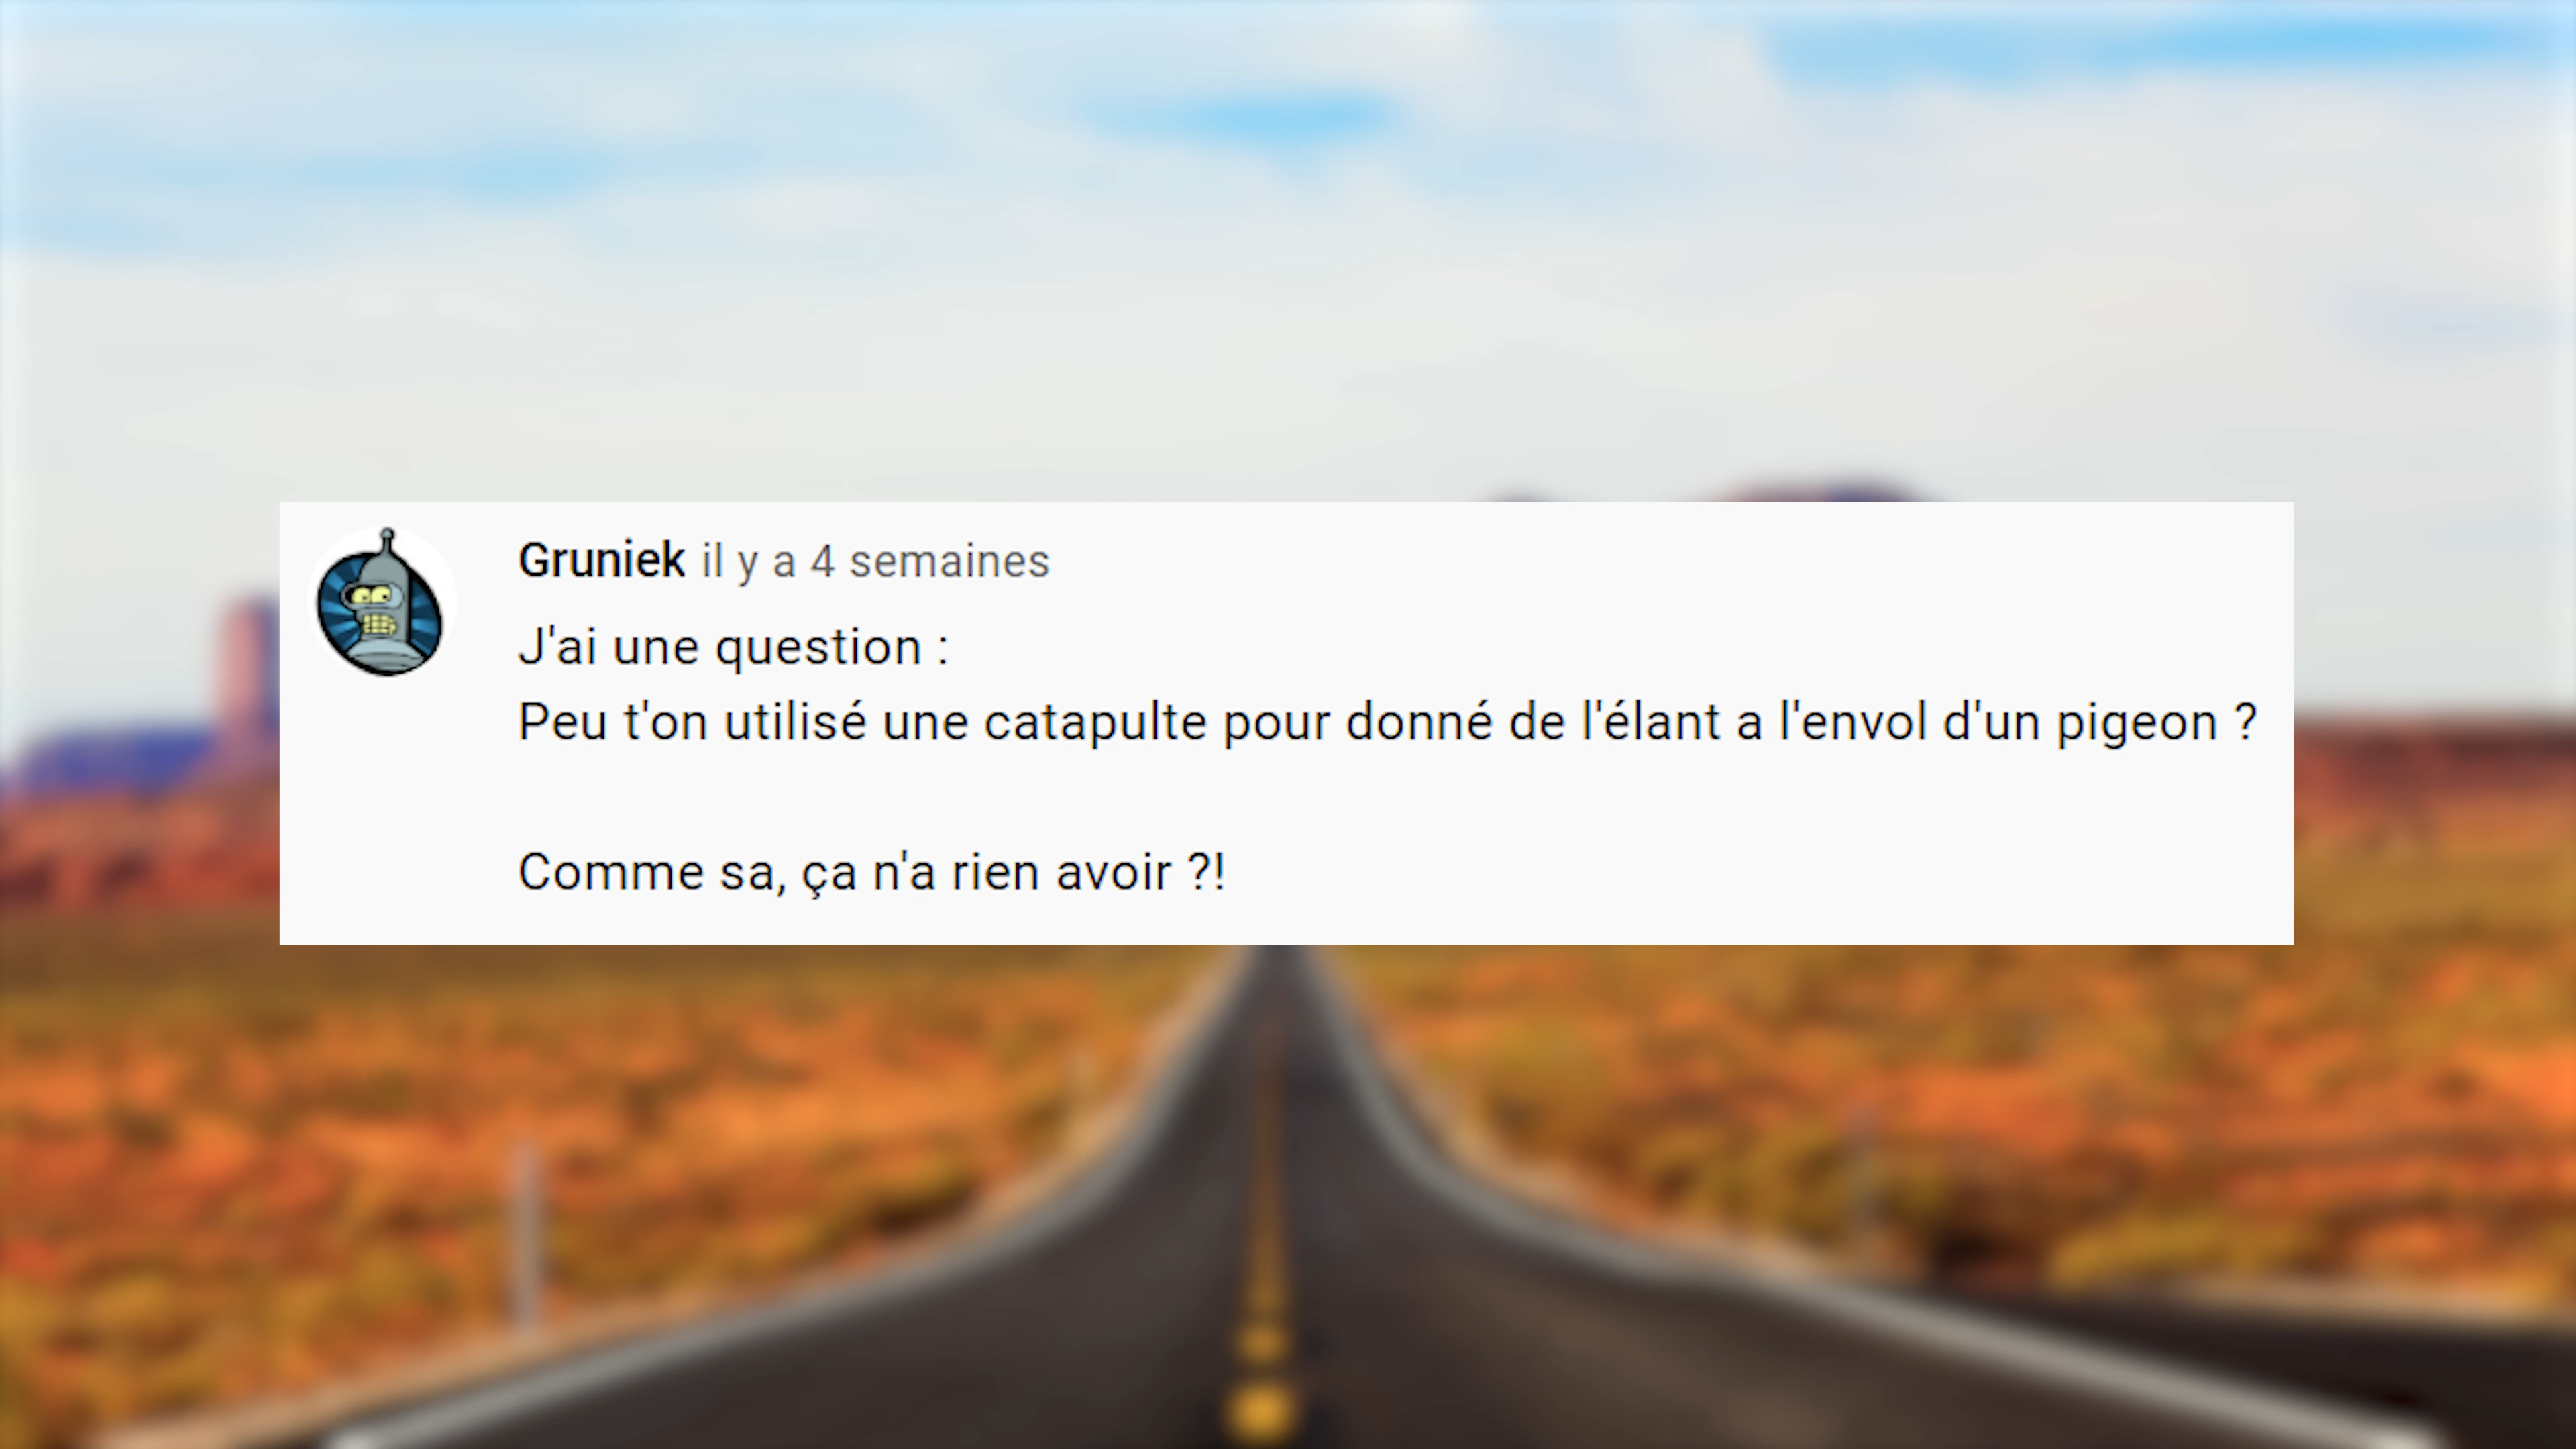 Gruniek il y a 4 semaines
J'ai une question :
Peu t'on utilisé une catapulte pour donné de l'élant a l'envol d'un pigeon ?
Comme sa, ça n'a rien avoir ?!